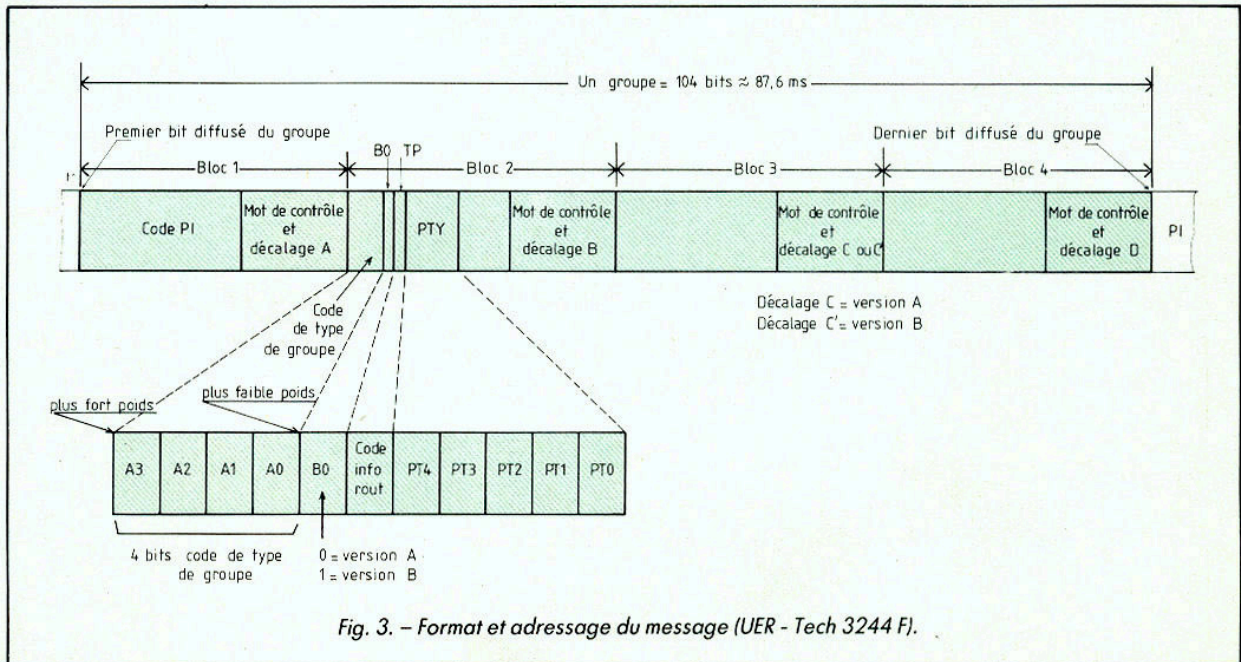 Un groupe = 104 bits ≈ 87,6 ms
Premier bit diffusé du groupe
Dernier bit diffusé du groupe
B0 TP
Bloc 1
Bloc 2
Bloc 3
Bloc 4
Code PI
Mot de contrôle
et
décalage A
PTY
Mot de contrôle
et
décalage B
Mot de contrôle
et
décalage C ou C'
Mot de contrôle
et
décalage D
PI
Code
de type
de groupe
Décalage C = version A
Décalage C' = version B
plus fort poids
plus faible poids
A3
A2
A1
A0
B0
Code
info
rout
PT4
PT3
PT2
PT1
PT0
4 bits code de type
de groupe
0 = version A
1 = version B
Fig. 3. – Format et adressage du message (UER - Tech 3244 F).